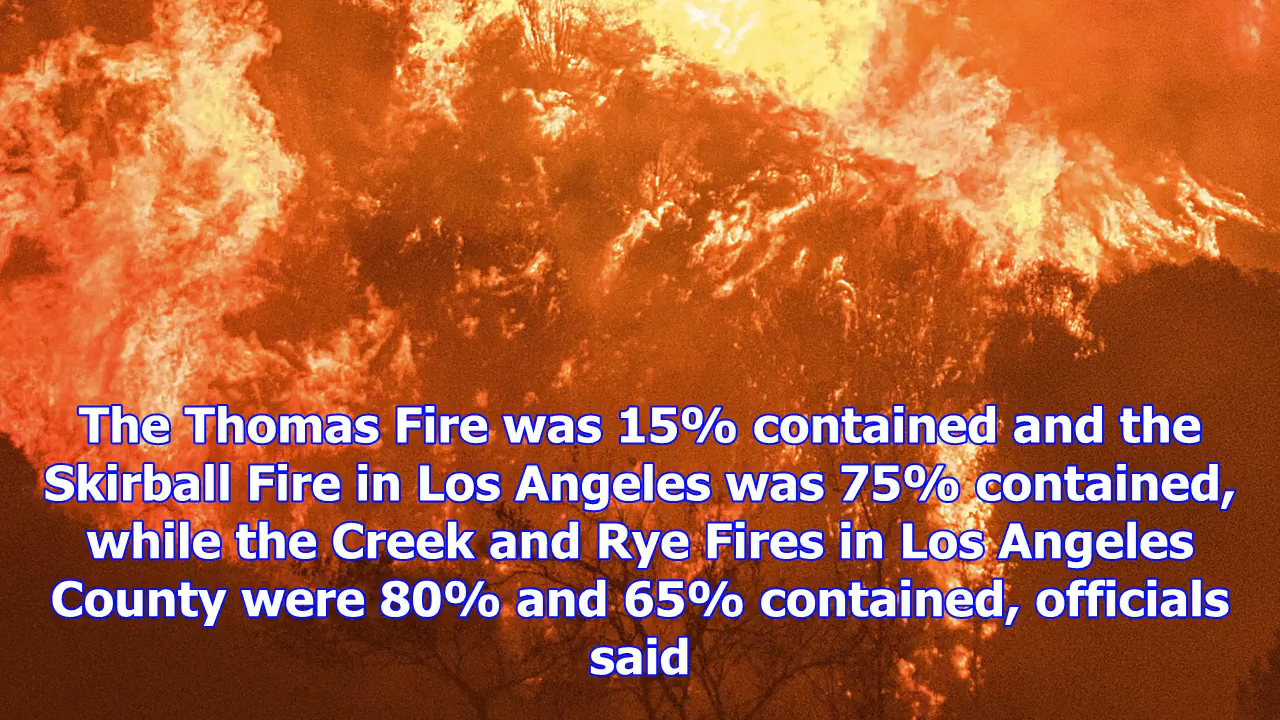 The Thomas Fire was 15% contained and the
Skirball Fire in Los Angeles was 75% contained,
while the Creek and Rye Fires in Los Angeles
County were 80% and 65% contained, officials
said